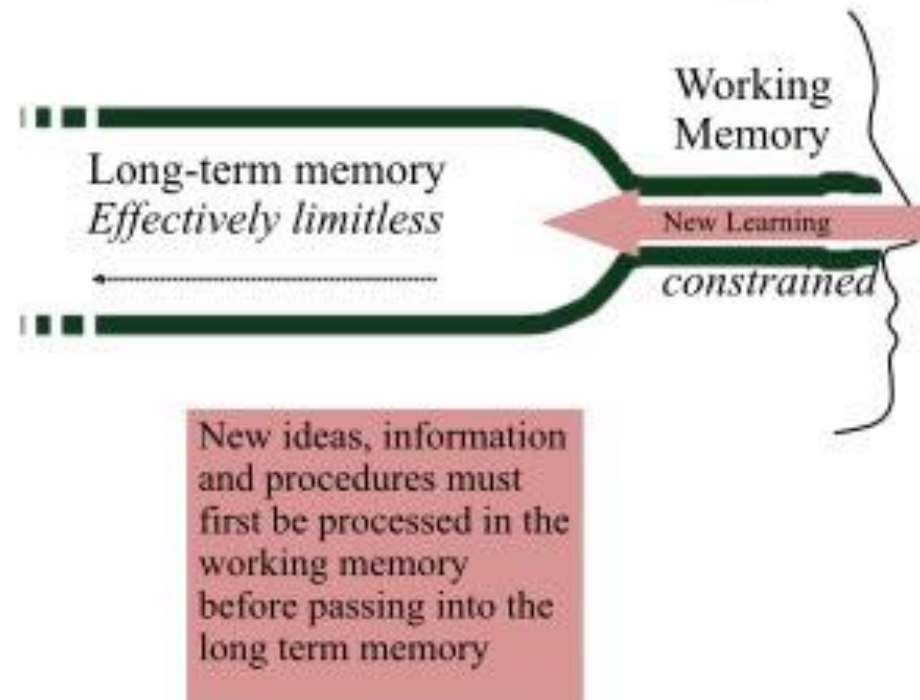 Working
Memory
Long-term memory
Effectively limitless
New Learning
constrained
New ideas, information
and procedures must
first be processed in the
working memory
before passing into the
long term memory